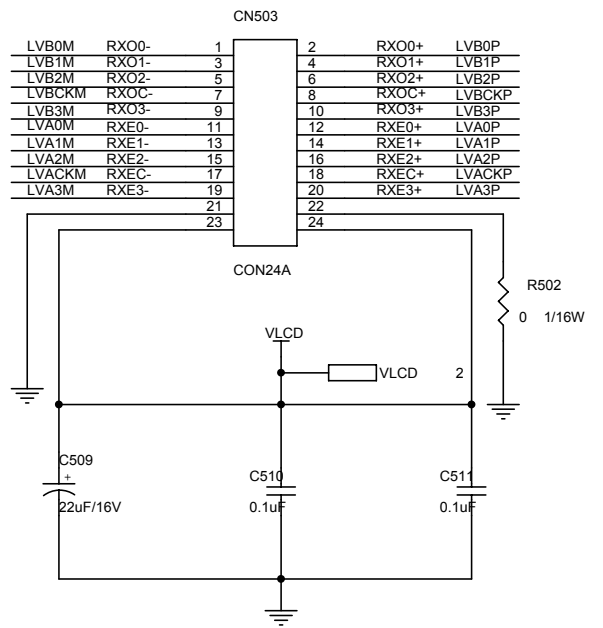 CN503
LVB0M RXO0- 1 2 RXO0+ LVB0P
LVB1M RXO1- 3 4 RXO1+ LVB1P
LVB2M RXO2- 5 6 RXO2+ LVB2P
LVBCKM RXOC- 7 8 RXOC+ LVBCKP
LVB3M RXO3- 9 10 RXO3+ LVB3P
LVA0M RXE0- 11 12 RXE0+ LVA0P
LVA1M RXE1- 13 14 RXE1+ LVA1P
LVA2M RXE2- 15 16 RXE2+ LVA2P
LVACKM RXEC- 17 18 RXEC+ LVACKP
LVA3M RXE3- 19 20 RXE3+ LVA3P
21 22
23 24
CON24A
R502
0 1/16W
VLCD
VLCD 2
C509
+
22uF/16V
C510
0.1uF
C511
0.1uF